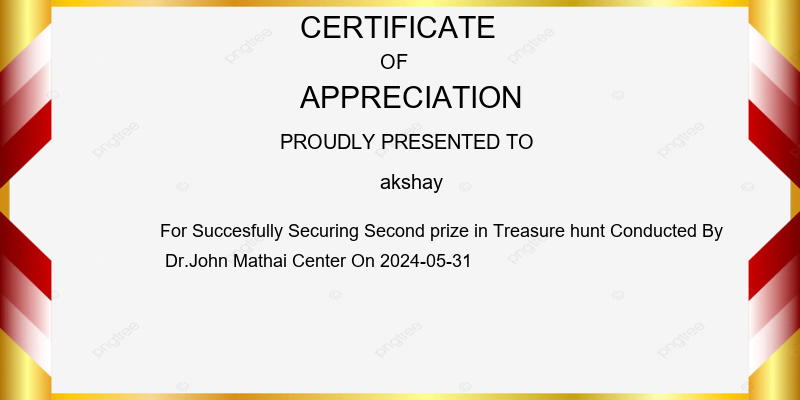 CERTIFICATE
OF
APPRECIATION
PROUDLY PRESENTED TO
akshay
For Succesfully Securing Second prize in Treasure hunt Conducted By
Dr.John Mathai Center On 2024-05-31
pngtree
pngtree
pngtree
pngtree
pngtree
pngtree
pngtree
pngtree
pngtree